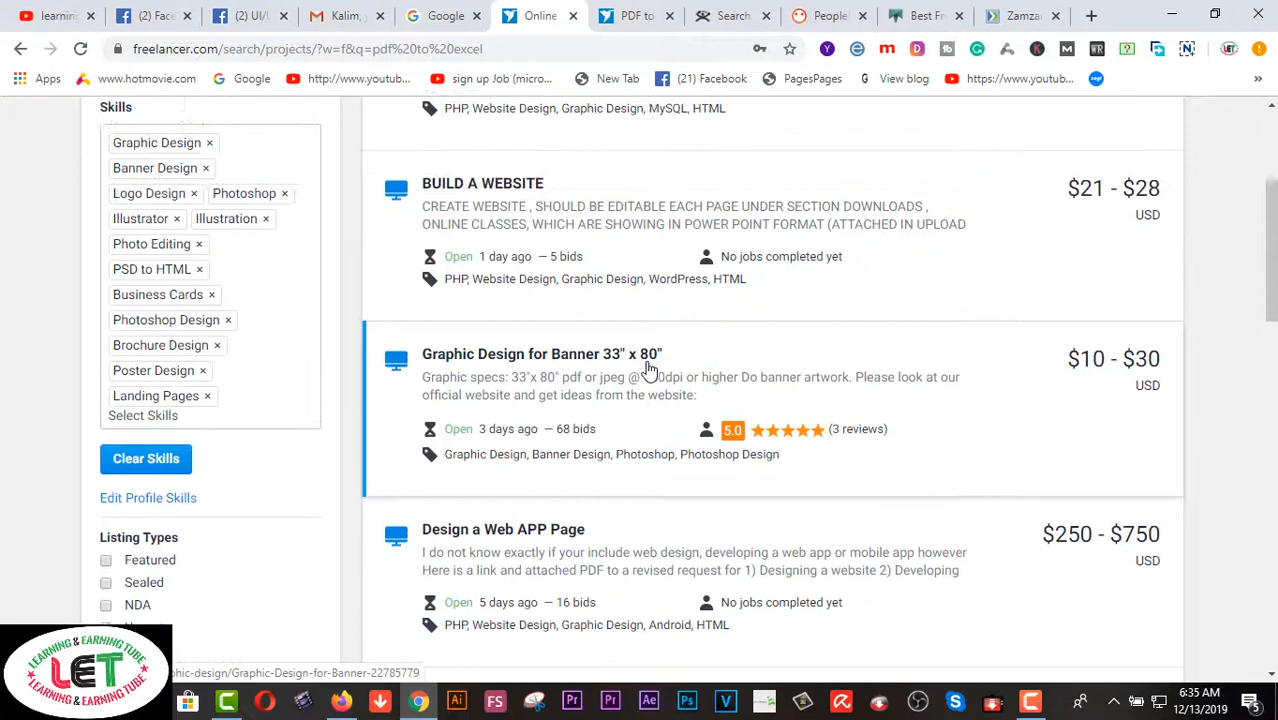 learning
(2) Face
(2) UI/U
Kalim, y
Google
Online
PDF to
Search
People
Best Fre
Zamza
freelancer.com/search/projects/?w=f&q=pdf%20to%20excel
Apps
www.hotmovie.com
Google
http://www.youtub...
sign up Job (micro...
New Tab
(21) Facebook
PagesPages
View blog
https://www.youtub...
Skills
Graphic Design ×
Banner Design ×
Logo Design × Photoshop ×
Illustrator × Illustration ×
Photo Editing ×
PSD to HTML ×
Business Cards ×
Photoshop Design ×
Brochure Design ×
Poster Design ×
Landing Pages ×
Select Skills
Clear Skills
Edit Profile Skills
Listing Types
Featured
Sealed
NDA
PHP, Website Design, Graphic Design, MySQL, HTML
BUILD A WEBSITE
$21 - $28
USD
CREATE WEBSITE , SHOULD BE EDITABLE EACH PAGE UNDER SECTION DOWNLOADS ,
ONLINE CLASSES, WHICH ARE SHOWING IN POWER POINT FORMAT (ATTACHED IN UPLOAD
Open 1 day ago — 5 bids
No jobs completed yet
PHP, Website Design, Graphic Design, WordPress, HTML
Graphic Design for Banner 33" x 80"
$10 - $30
USD
Graphic specs: 33"x 80" pdf or jpeg @ 0dpi or higher Do banner artwork. Please look at our
official website and get ideas from the website:
Open 3 days ago — 68 bids
5.0 (3 reviews)
Graphic Design, Banner Design, Photoshop, Photoshop Design
Design a Web APP Page
$250 - $750
USD
I do not know exactly if your include web design, developing a web app or mobile app however
Here is a link and attached PDF to a revised request for 1) Designing a website 2) Developing
Open 5 days ago — 16 bids
No jobs completed yet
PHP, Website Design, Graphic Design, Android, HTML
phic-design/Graphic-Design-for-Banner-22785779
LEARNING & EARNING TUBE
LET
LEARNING & EARNING TUBE
6:35 AM
12/13/2019